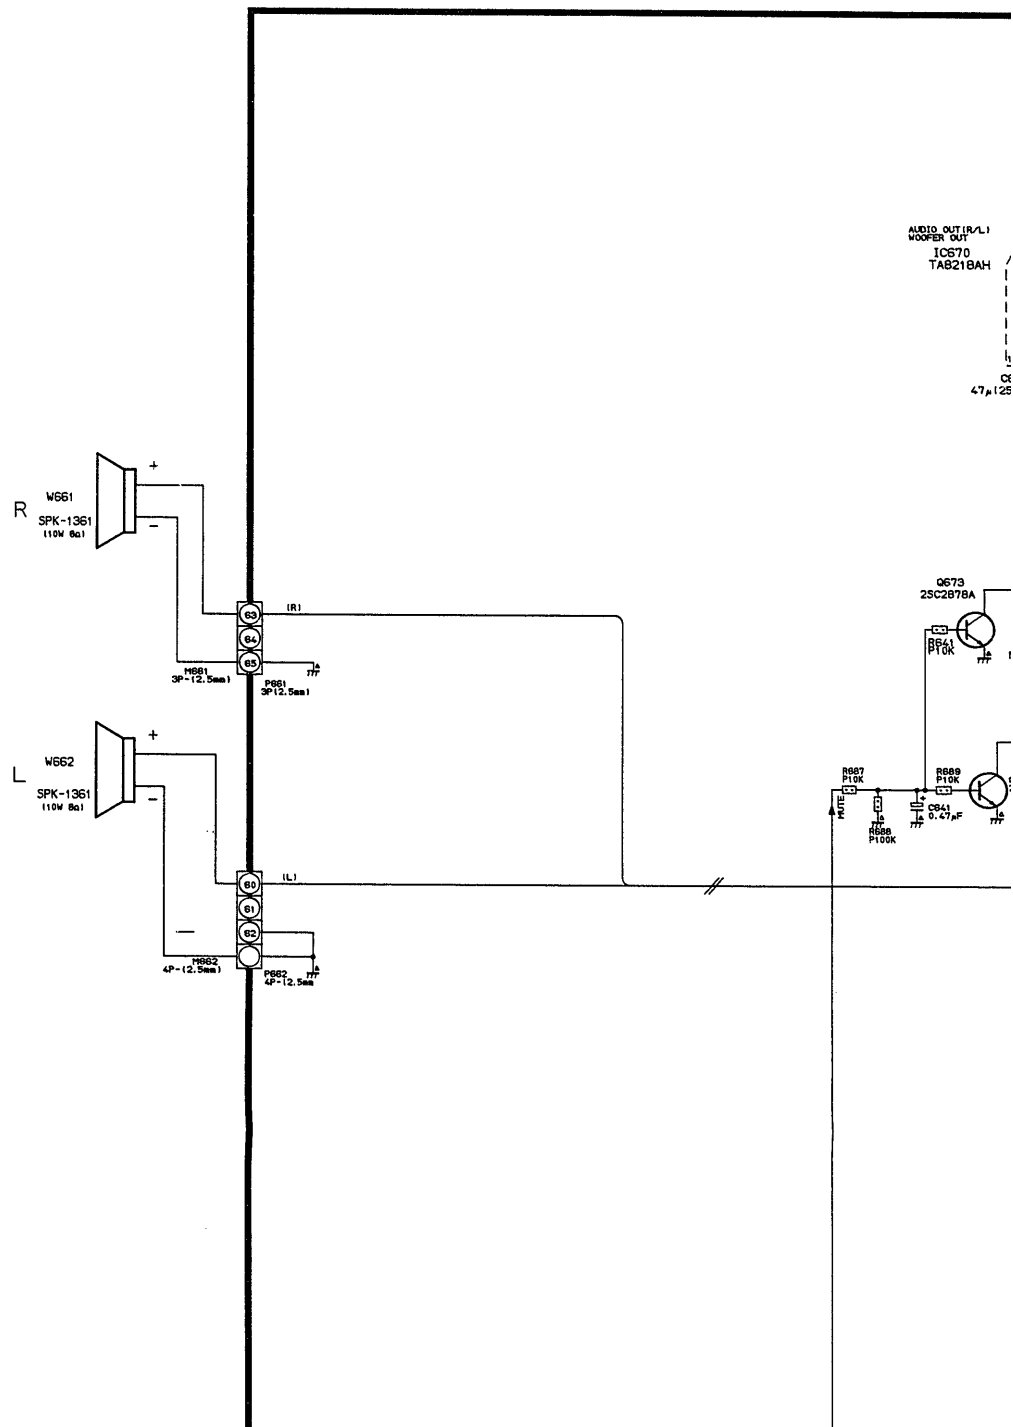 AUDIO OUT(R/L)
WOOFER OUT
IC670
TA8218AH
47μ(25
R
W661
SPK-1361
(10W 8Ω)
+
−
63
(R)
64
65
M661
3P-(2.5mm)
P661
3P(2.5mm)
Q673
2SC2878A
R641
P10K
L
W662
SPK-1361
(10W 8Ω)
+
−
R687
P10K
MUTE
R688
P100K
R689
P10K
+
C641
0.47μF
60
(L)
61
62
M662
4P-(2.5mm)
P662
4P-(2.5mm